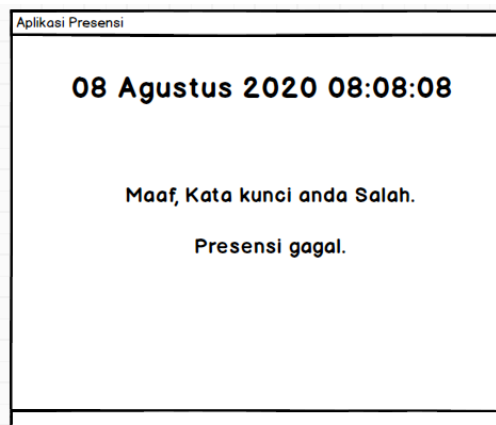 Aplikasi Presensi
08 Agustus 2020 08:08:08
Maaf, Kata kunci anda Salah.
Presensi gagal.